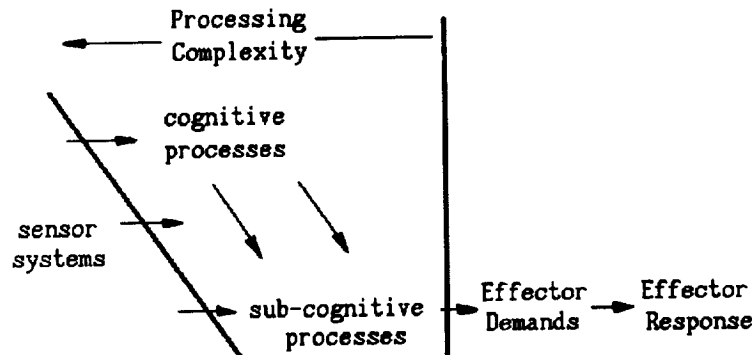 Processing
Complexity
cognitive
processes
sensor
systems
sub-cognitive
processes
Effector
Demands
Effector
Response